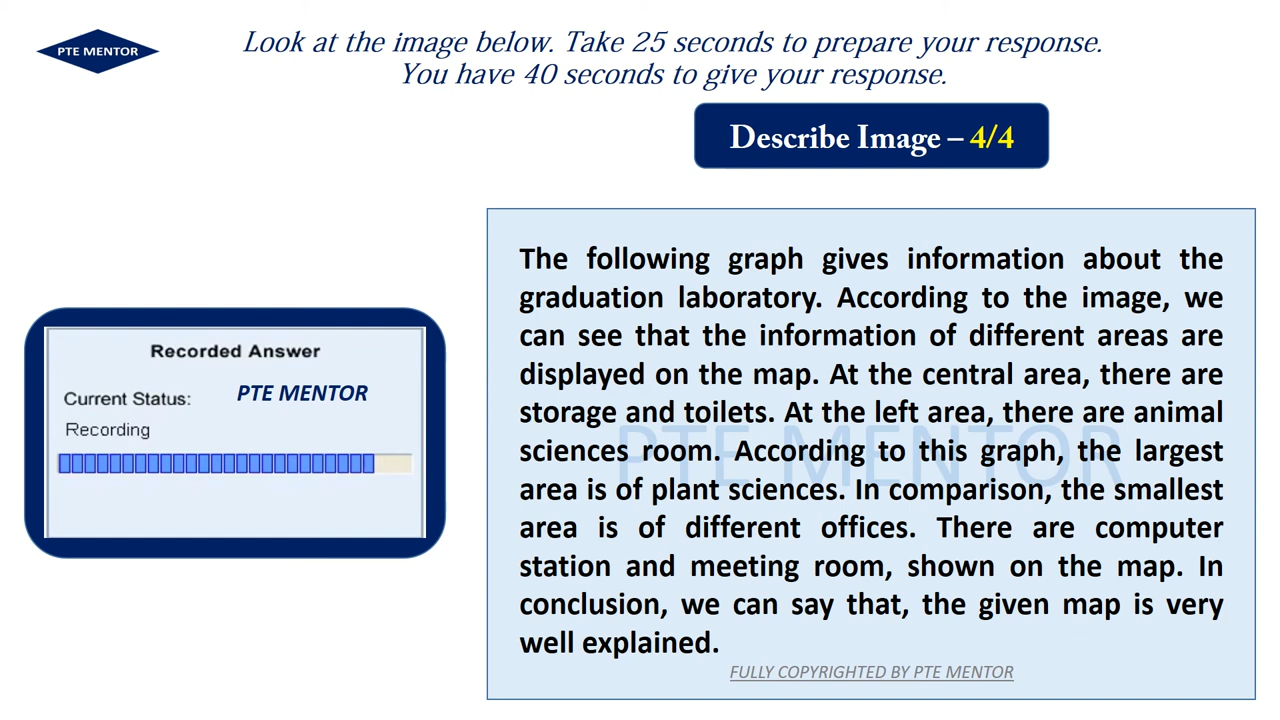 PTE MENTOR
Look at the image below. Take 25 seconds to prepare your response.
You have 40 seconds to give your response.
Describe Image – 4/4
Recorded Answer
Current Status:
PTE MENTOR
Recording
The following graph gives information about the
graduation laboratory. According to the image, we
can see that the information of different areas are
displayed on the map. At the central area, there are
storage and toilets. At the left area, there are animal
sciences room. According to this graph, the largest
area is of plant sciences. In comparison, the smallest
area is of different offices. There are computer
station and meeting room, shown on the map. In
conclusion, we can say that, the given map is very
well explained.
PTE MENTOR
FULLY COPYRIGHTED BY PTE MENTOR